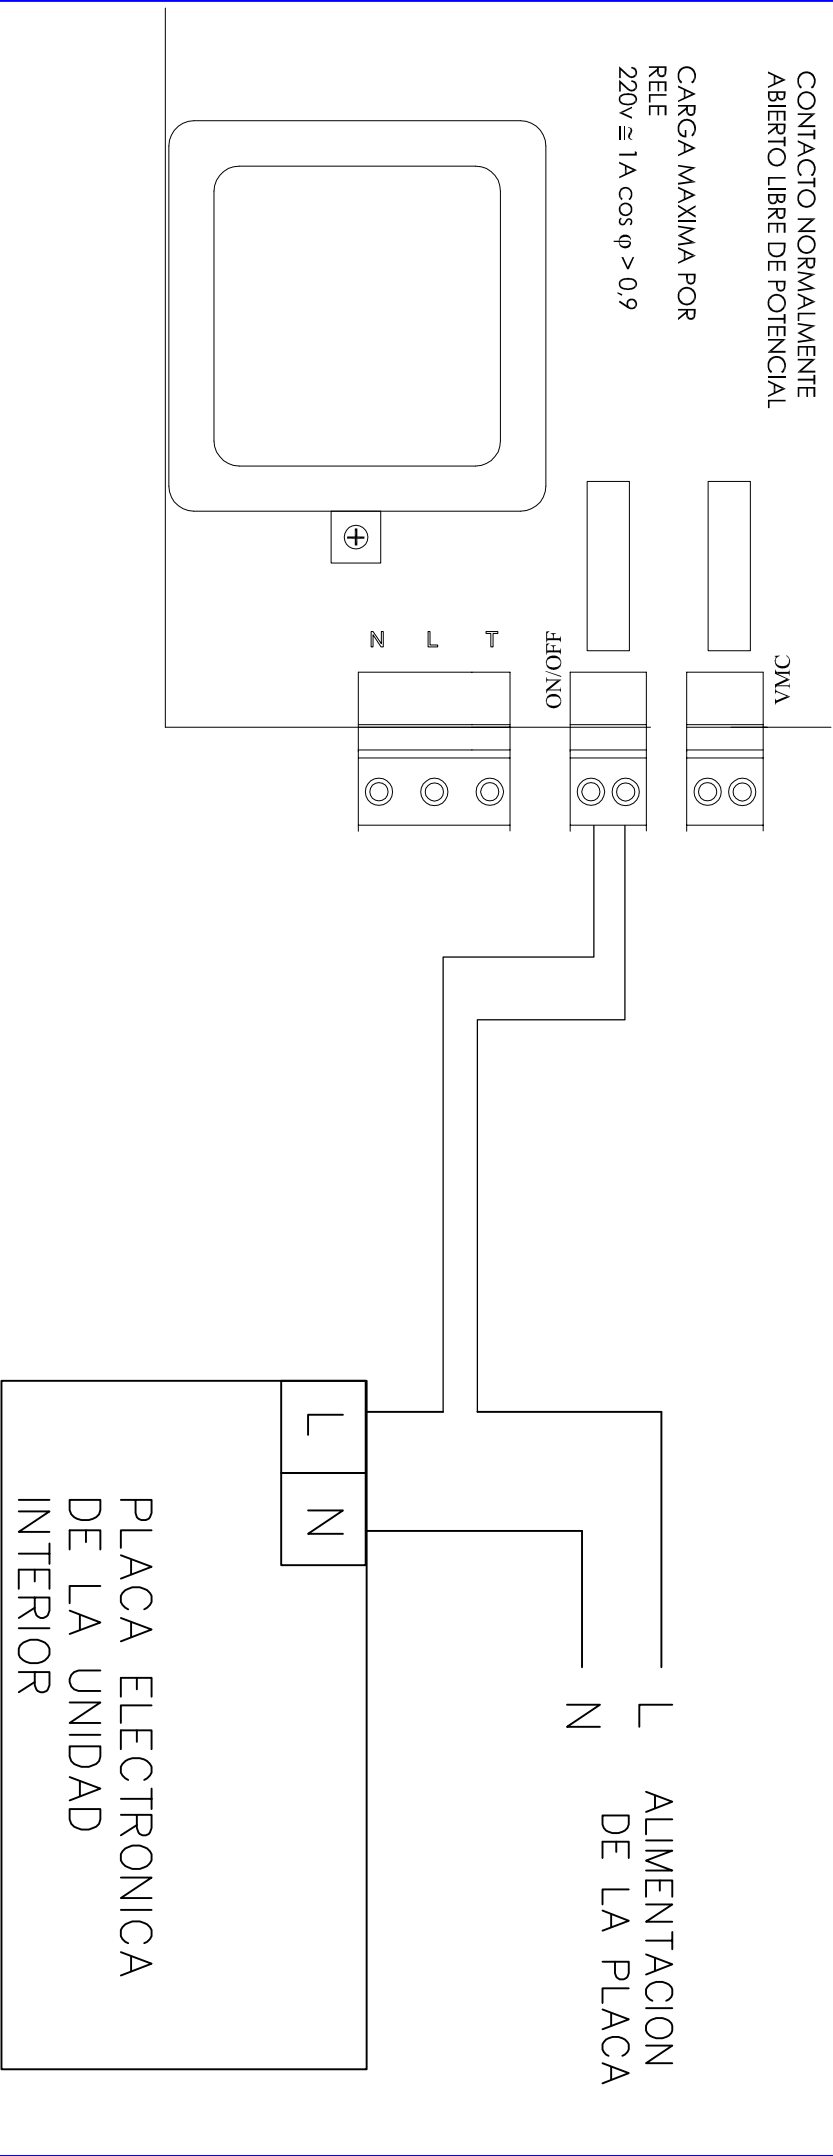 CONTACTO NORMALMENTE
ABIERTO LIBRE DE POTENCIAL
CARGA MAXIMA POR
RELE
220v ≅ 1A cos φ > 0,9
VMC
ON/OFF
T
L
N
L
N
ALIMENTACION
DE LA PLACA
L
N
PLACA ELECTRONICA
DE LA UNIDAD
INTERIOR